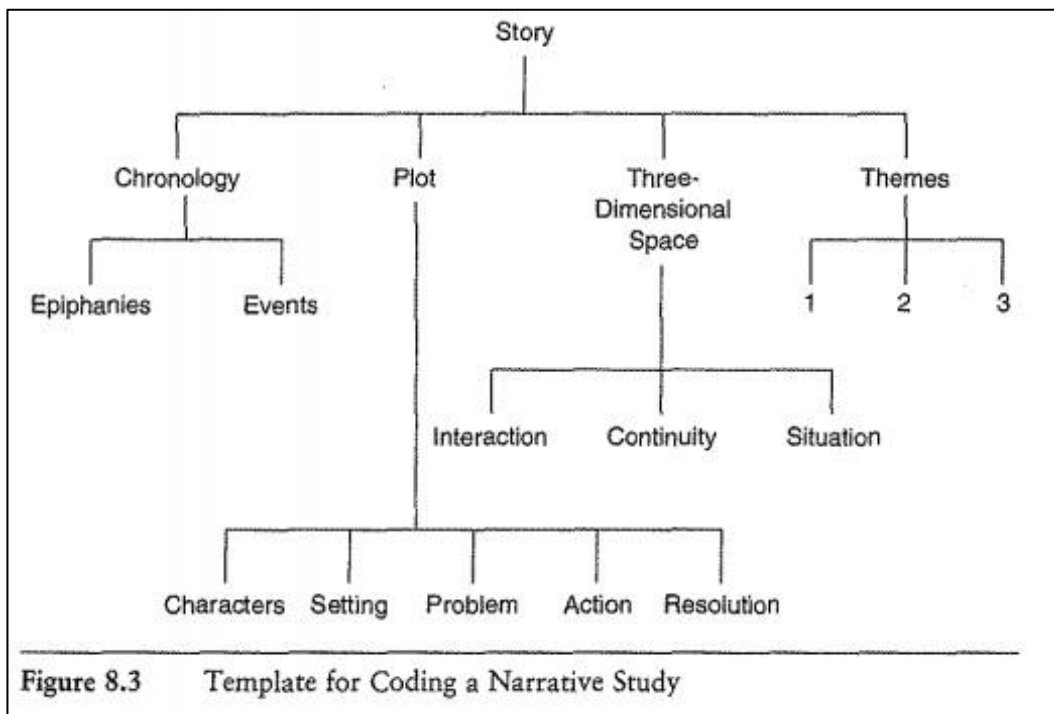 Story
Chronology Plot Three- Themes
Dimensional
Space
Epiphanies Events 1 2 3
Interaction Continuity Situation
Characters Setting Problem Action Resolution
Figure 8.3 Template for Coding a Narrative Study